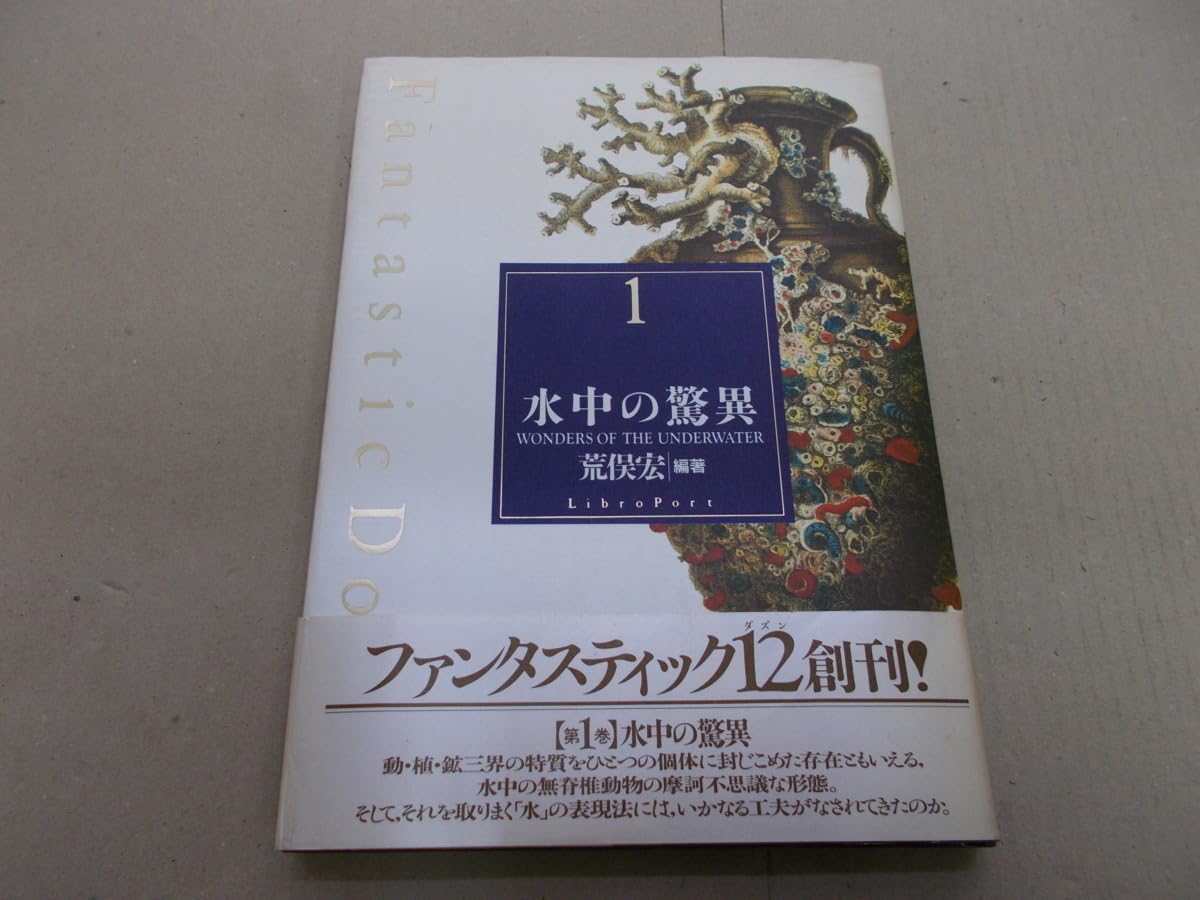 Fantastic Do
1
水中の驚異
WONDERS OF THE UNDERWATER
荒俣宏|編著
LibroPort
ダズン
ファンタスティック12創刊!
【第1巻】水中の驚異
動・植・鉱三界の特質をひとつの個体に封じこめた存在ともいえる,
水中の無脊椎動物の摩訶不思議な形態。
そして,それを取りまく「水」の表現法には,いかなる工夫がなされてきたのか。